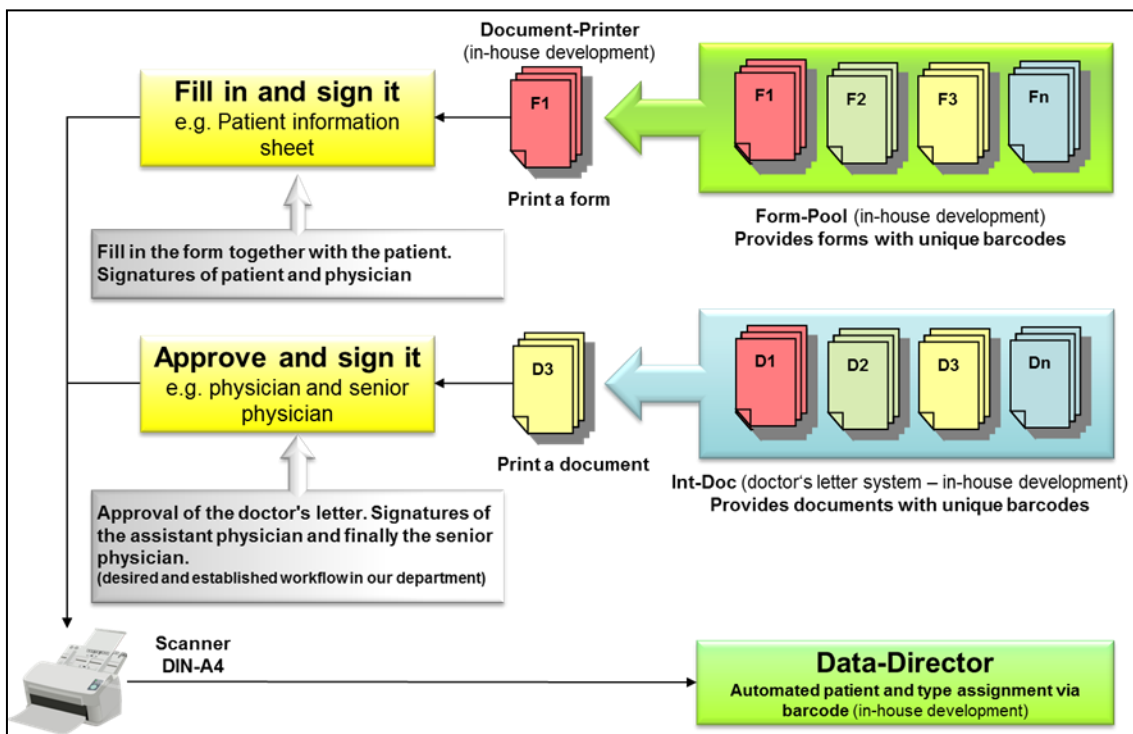 Document-Printer
(in-house development)
Fill in and sign it
e.g. Patient information
sheet
F1
F1
F2
F3
Fn
Print a form
Form-Pool (in-house development)
Provides forms with unique barcodes
Fill in the form together with the patient.
Signatures of patient and physician
Approve and sign it
e.g. physician and senior
physician
D3
D1
D2
D3
Dn
Print a document
Int-Doc (doctor's letter system – in-house development)
Provides documents with unique barcodes
Approval of the doctor's letter. Signatures of
the assistant physician and finally the senior
physician.
(desired and established workflow in our department)
Scanner
DIN-A4
Data-Director
Automated patient and type assignment via
barcode (in-house development)